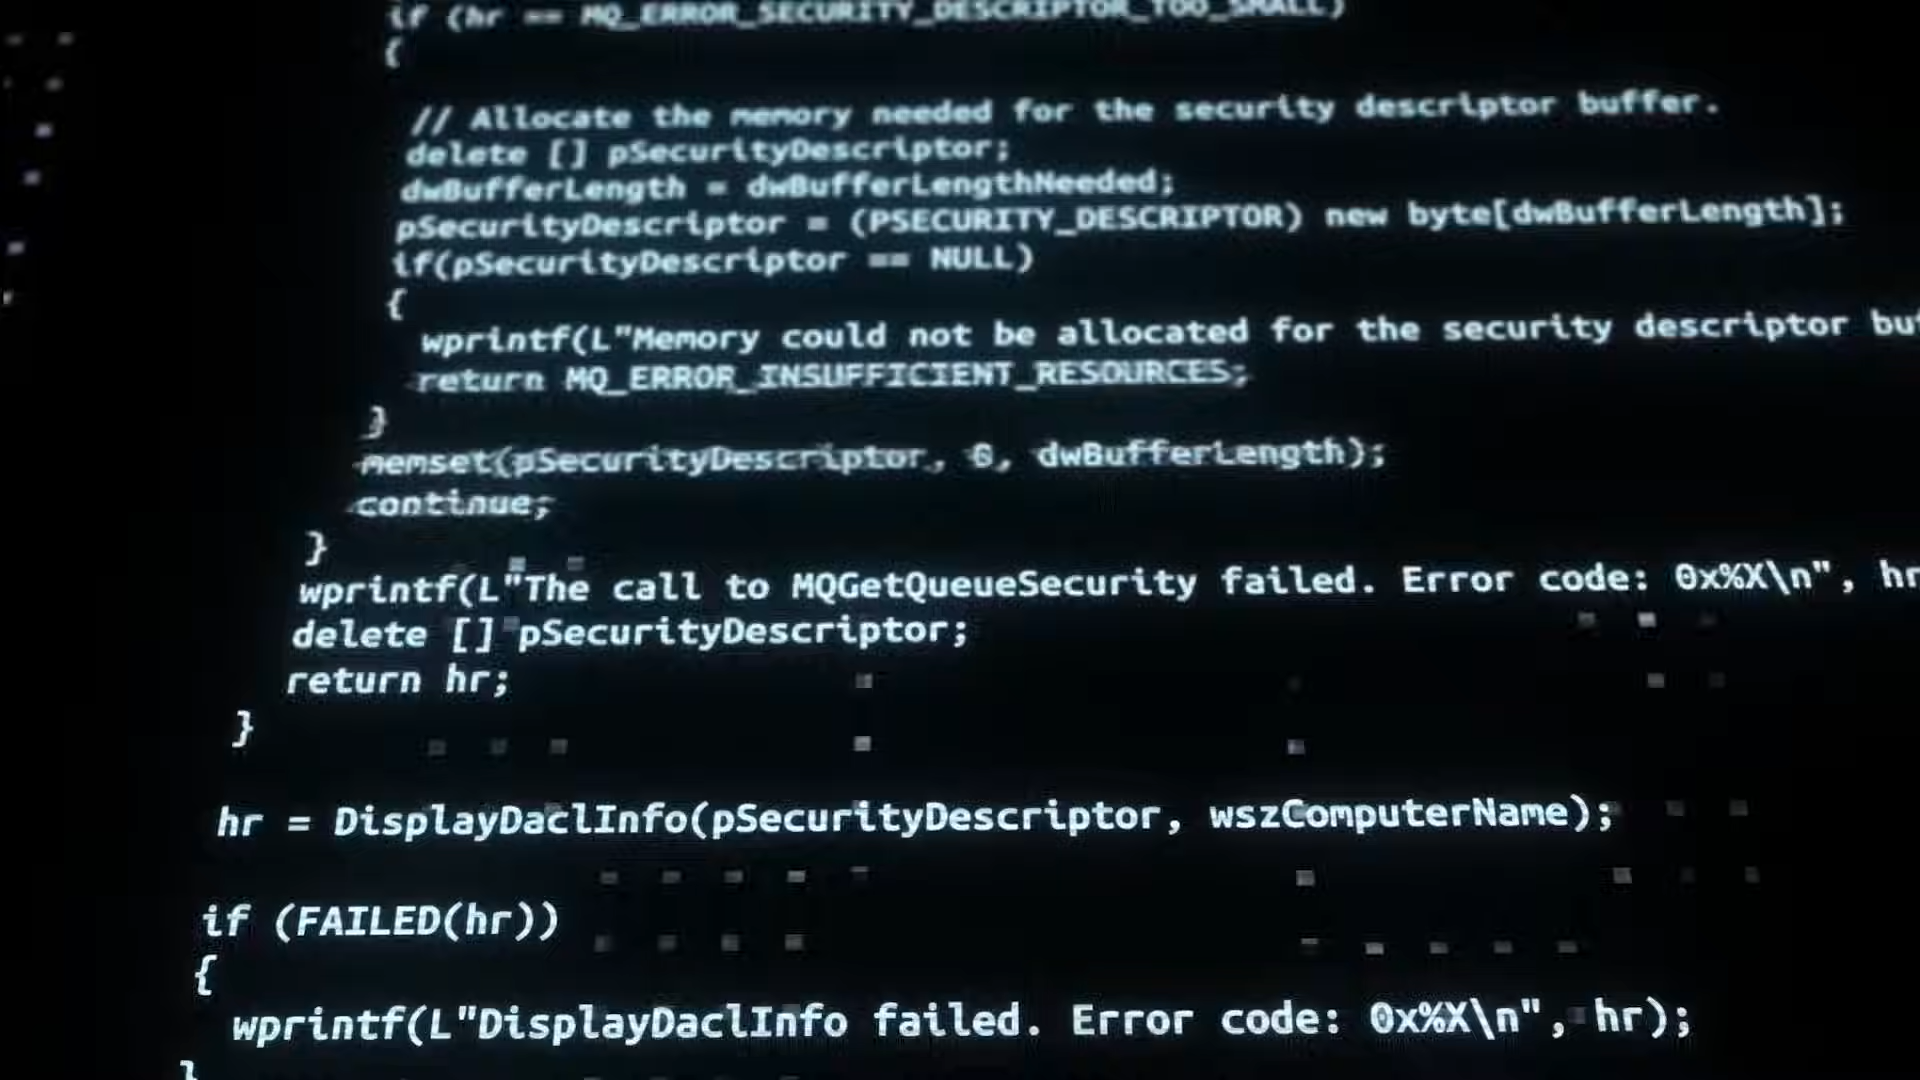 if (hr == MQ_ERROR_SECURITY_DESCRIPTOR_TOO_SMALL)
{
// Allocate the memory needed for the security descriptor buffer.
delete [] pSecurityDescriptor;
dwBufferLength = dwBufferLengthNeeded;
pSecurityDescriptor = (PSECURITY_DESCRIPTOR) new byte[dwBufferLength];
if(pSecurityDescriptor == NULL)
{
wprintf(L"Memory could not be allocated for the security descriptor
return MQ_ERROR_INSUFFICIENT_RESOURCES;
}
memset(pSecurityDescriptor, 0, dwBufferLength);
continue;
}
wprintf(L"The call to MQGetQueueSecurity failed. Error code: 0x%X\n", hr
delete [] pSecurityDescriptor;
return hr;
}
hr = DisplayDaclInfo(pSecurityDescriptor, wszComputerName);
if (FAILED(hr))
{
wprintf(L"DisplayDaclInfo failed. Error code: 0x%X\n", hr);
}